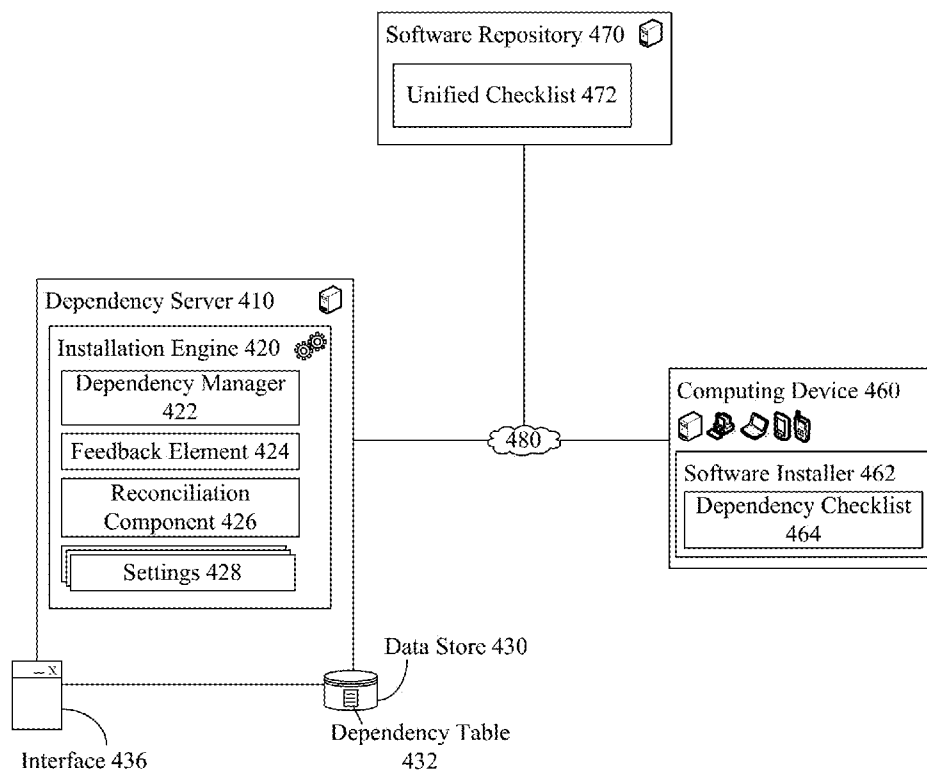 Software Repository 470
Unified Checklist 472
Dependency Server 410
Installation Engine 420
Dependency Manager
422
Feedback Element 424
Reconciliation
Component 426
Settings 428
480
Computing Device 460
Software Installer 462
Dependency Checklist
464
X
Data Store 430
Dependency Table
432
Interface 436